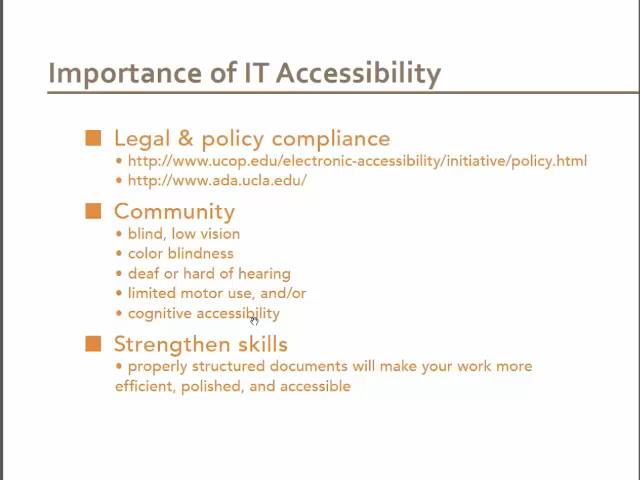 Importance of IT Accessibility
■ Legal & policy compliance
• http://www.ucop.edu/electronic-accessibility/initiative/policy.html
• http://www.ada.ucla.edu/
■ Community
• blind, low vision
• color blindness
• deaf or hard of hearing
• limited motor use, and/or
• cognitive accessibility
■ Strengthen skills
• properly structured documents will make your work more
efficient, polished, and accessible